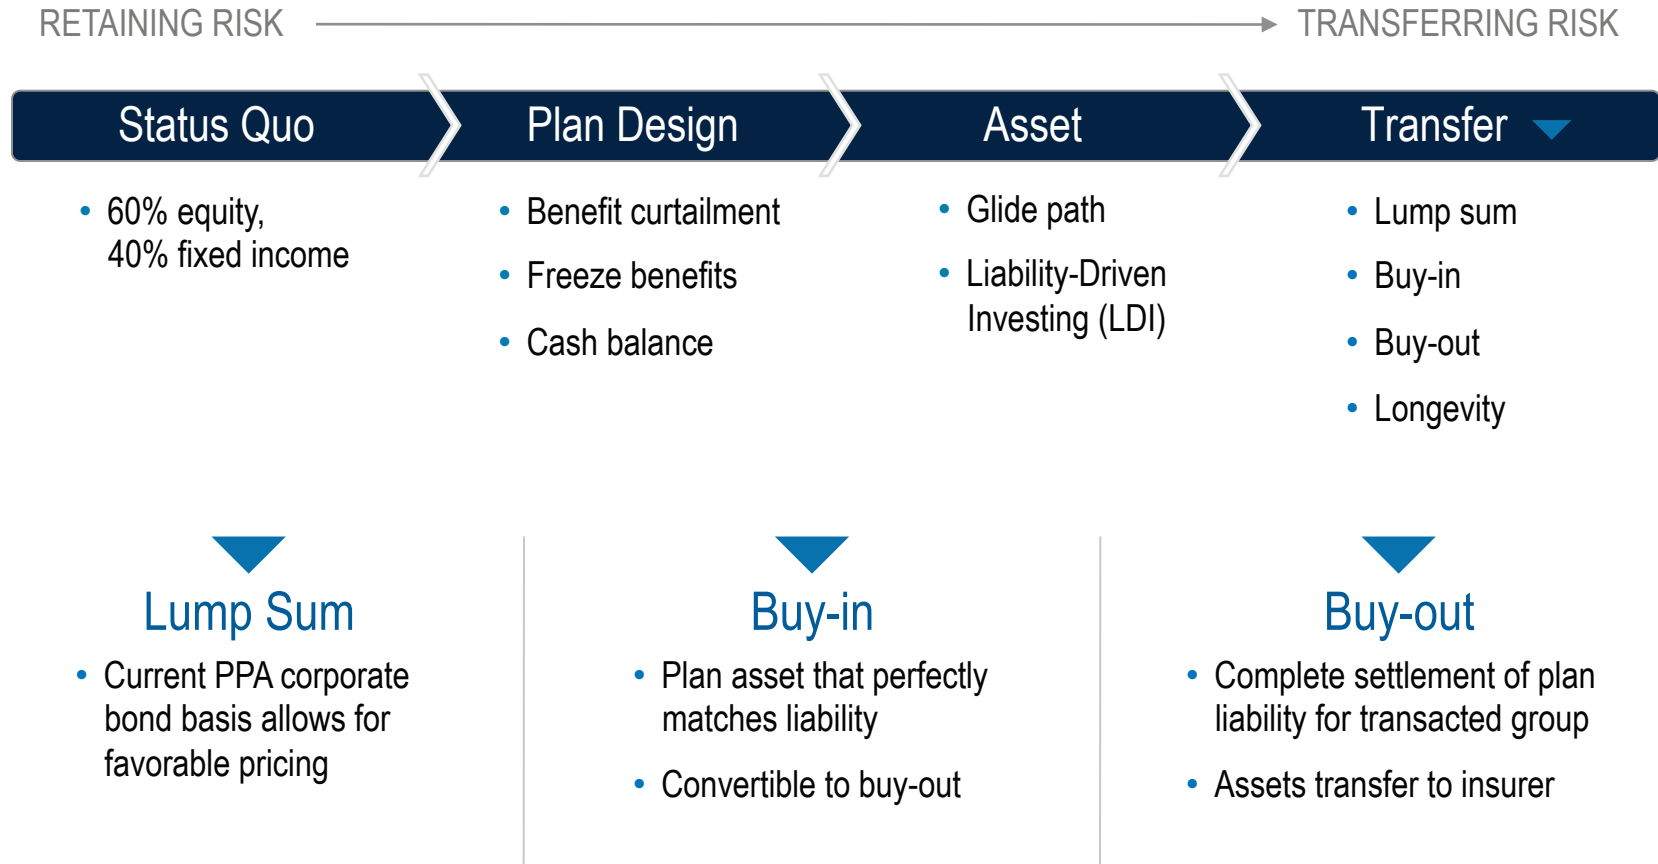 RETAINING RISK
TRANSFERRING RISK
Status Quo
Plan Design
Asset
Transfer
• 60% equity,
40% fixed income
• Benefit curtailment
• Freeze benefits
• Cash balance
• Glide path
• Liability-Driven
Investing (LDI)
• Lump sum
• Buy-in
• Buy-out
• Longevity
Lump Sum
• Current PPA corporate
bond basis allows for
favorable pricing
Buy-in
• Plan asset that perfectly
matches liability
• Convertible to buy-out
Buy-out
• Complete settlement of plan
liability for transacted group
• Assets transfer to insurer